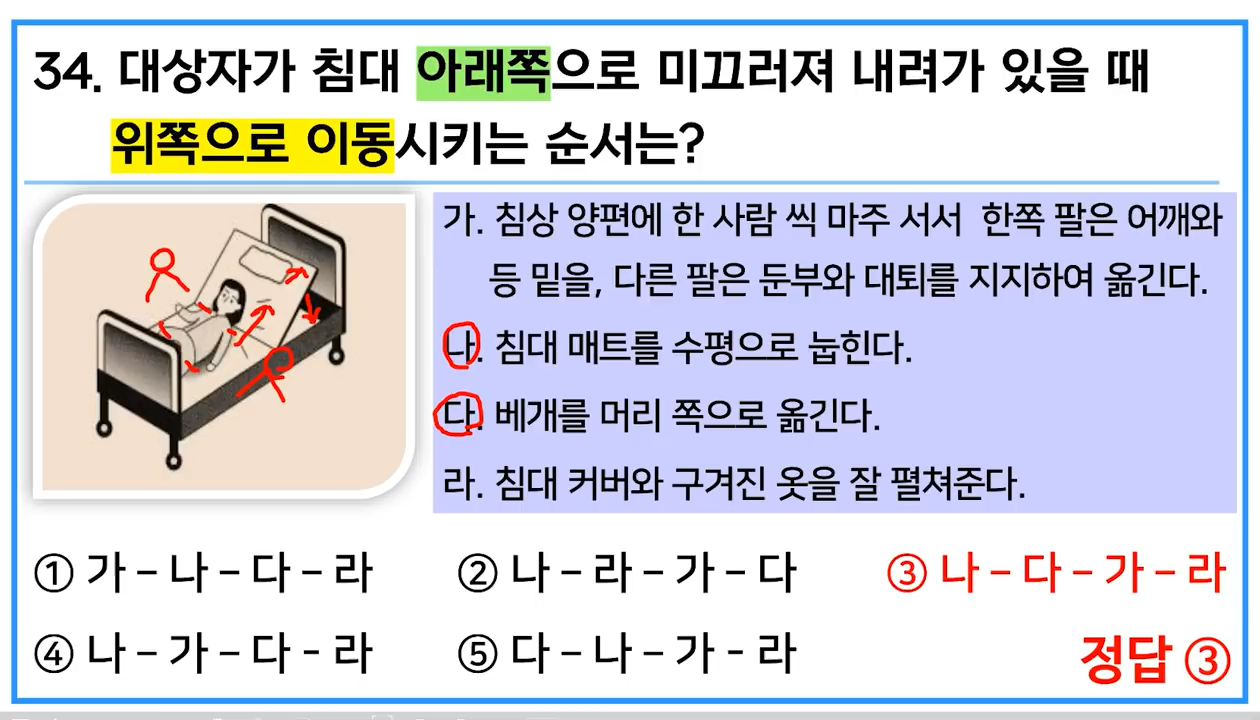 34. 대상자가 침대 아래쪽으로 미끄러져 내려가 있을 때
위쪽으로 이동시키는 순서는?
가. 침상 양편에 한 사람 씩 마주 서서 한쪽 팔은 어깨와
등 밑을, 다른 팔은 둔부와 대퇴를 지지하여 옮긴다.
나. 침대 매트를 수평으로 눕힌다.
다. 베개를 머리 쪽으로 옮긴다.
라. 침대 커버와 구겨진 옷을 잘 펼쳐준다.
① 가 – 나 – 다 – 라 ② 나 – 라 – 가 – 다 ③ 나 – 다 – 가 – 라
④ 나 – 가 – 다 - 라 ⑤ 다 – 나 – 가 - 라 정답 ③